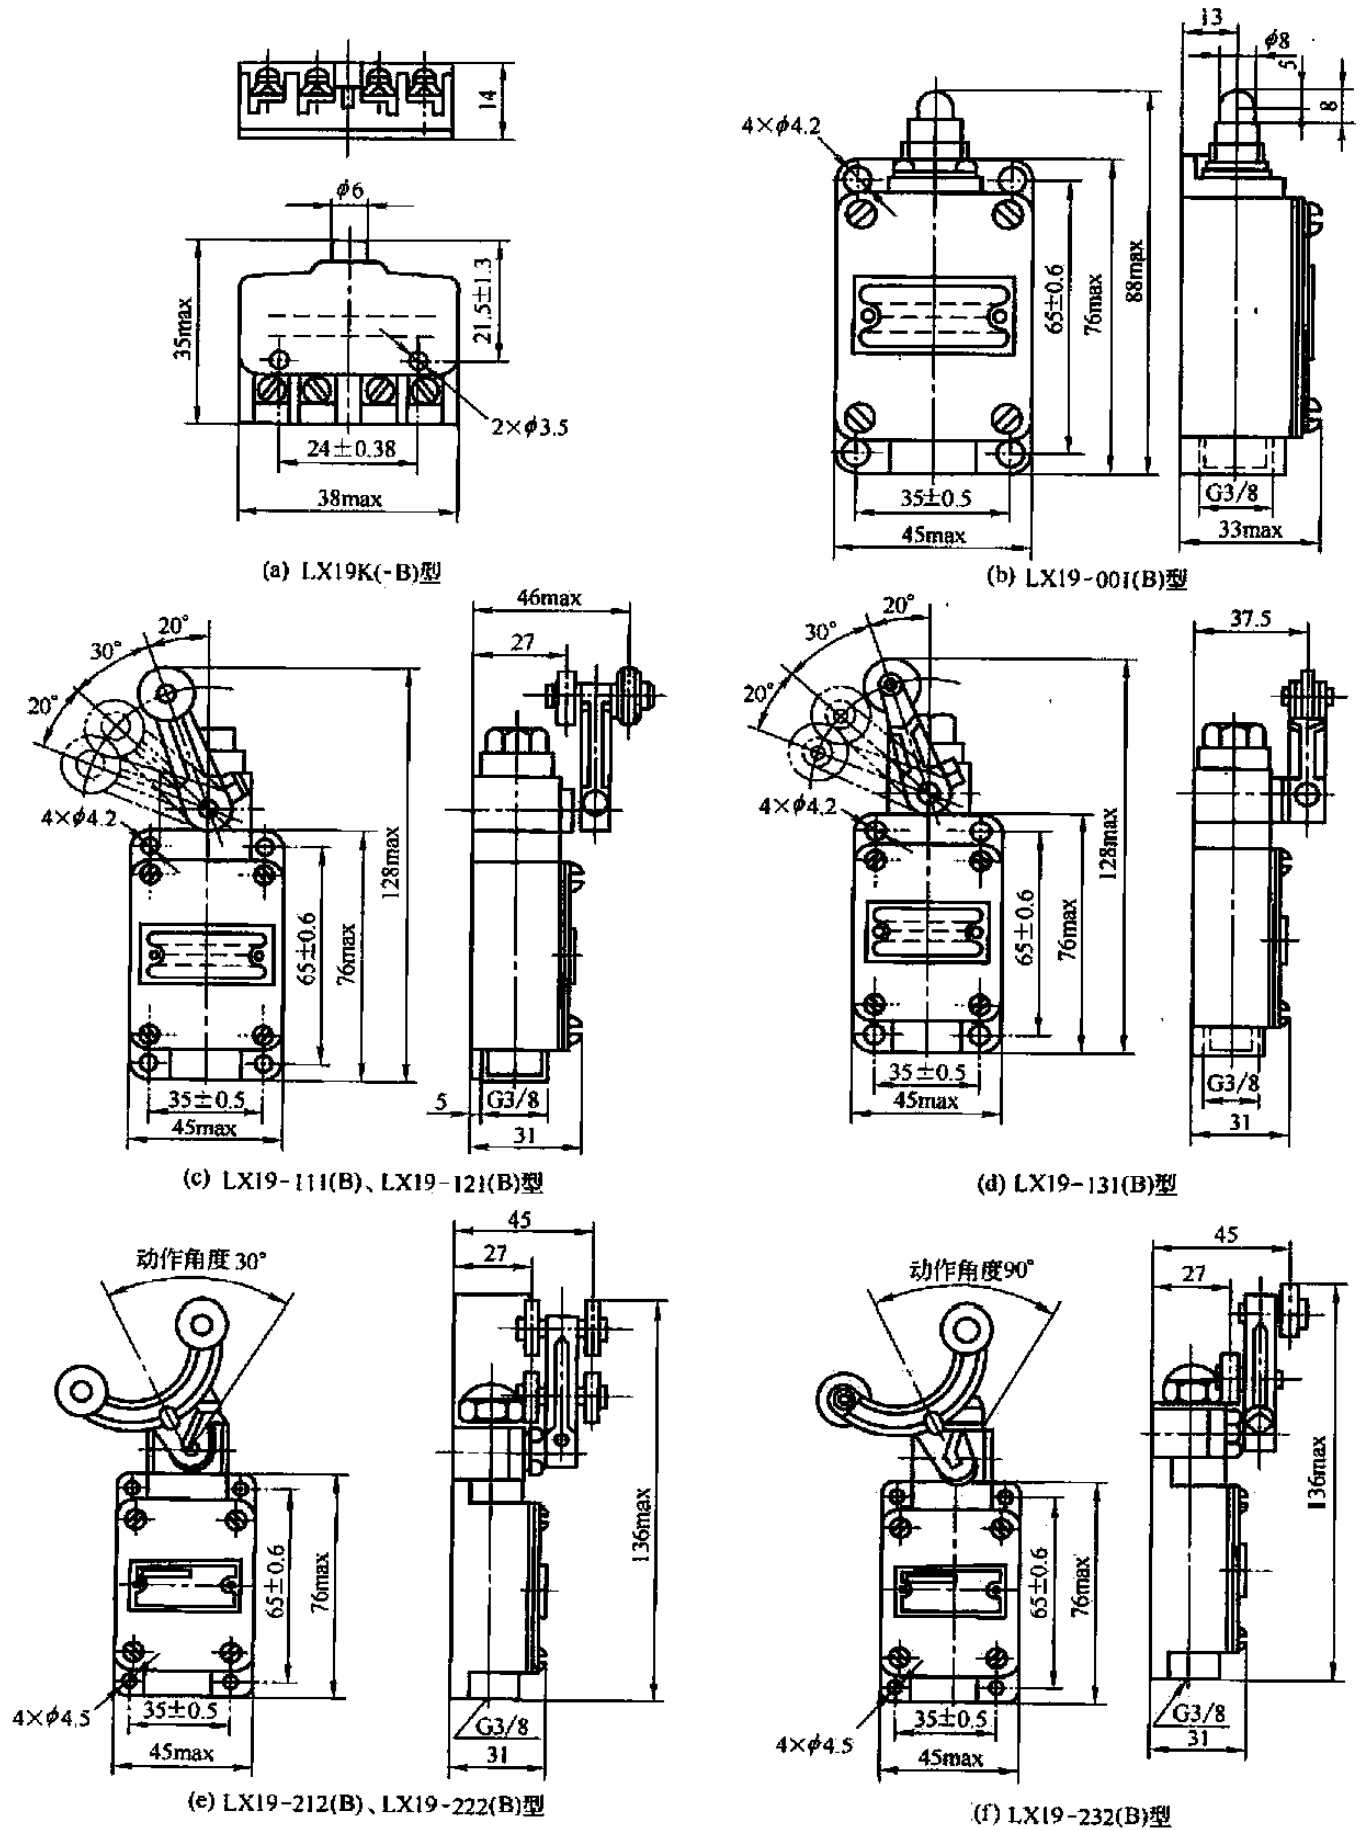 14
ϕ6
35max
21.5±1.3
2×ϕ3.5
24±0.38
38max
(a) LX19K(-B)型
13
ϕ8
5
8
4×ϕ4.2
65±0.6
76max
88max
35±0.5
45max
G3/8
33max
(b) LX19-001(B)型
20°
30°
20°
4×ϕ4.2
128max
65±0.6
76max
35±0.5
45max
46max
27
5
G3/8
31
(c) LX19-111(B)、LX19-121(B)型
20°
30°
20°
4×ϕ4.2
128max
65±0.6
76max
35±0.5
45max
37.5
G3/8
31
(d) LX19-131(B)型
动作角度30°
65±0.6
76max
4×ϕ4.5
35±0.5
45max
45
27
136max
G3/8
31
(e) LX19-212(B)、LX19-222(B)型
动作角度90°
65±0.6
76max
4×ϕ4.5
35±0.5
45max
45
27
136max
G3/8
31
(f) LX19-232(B)型